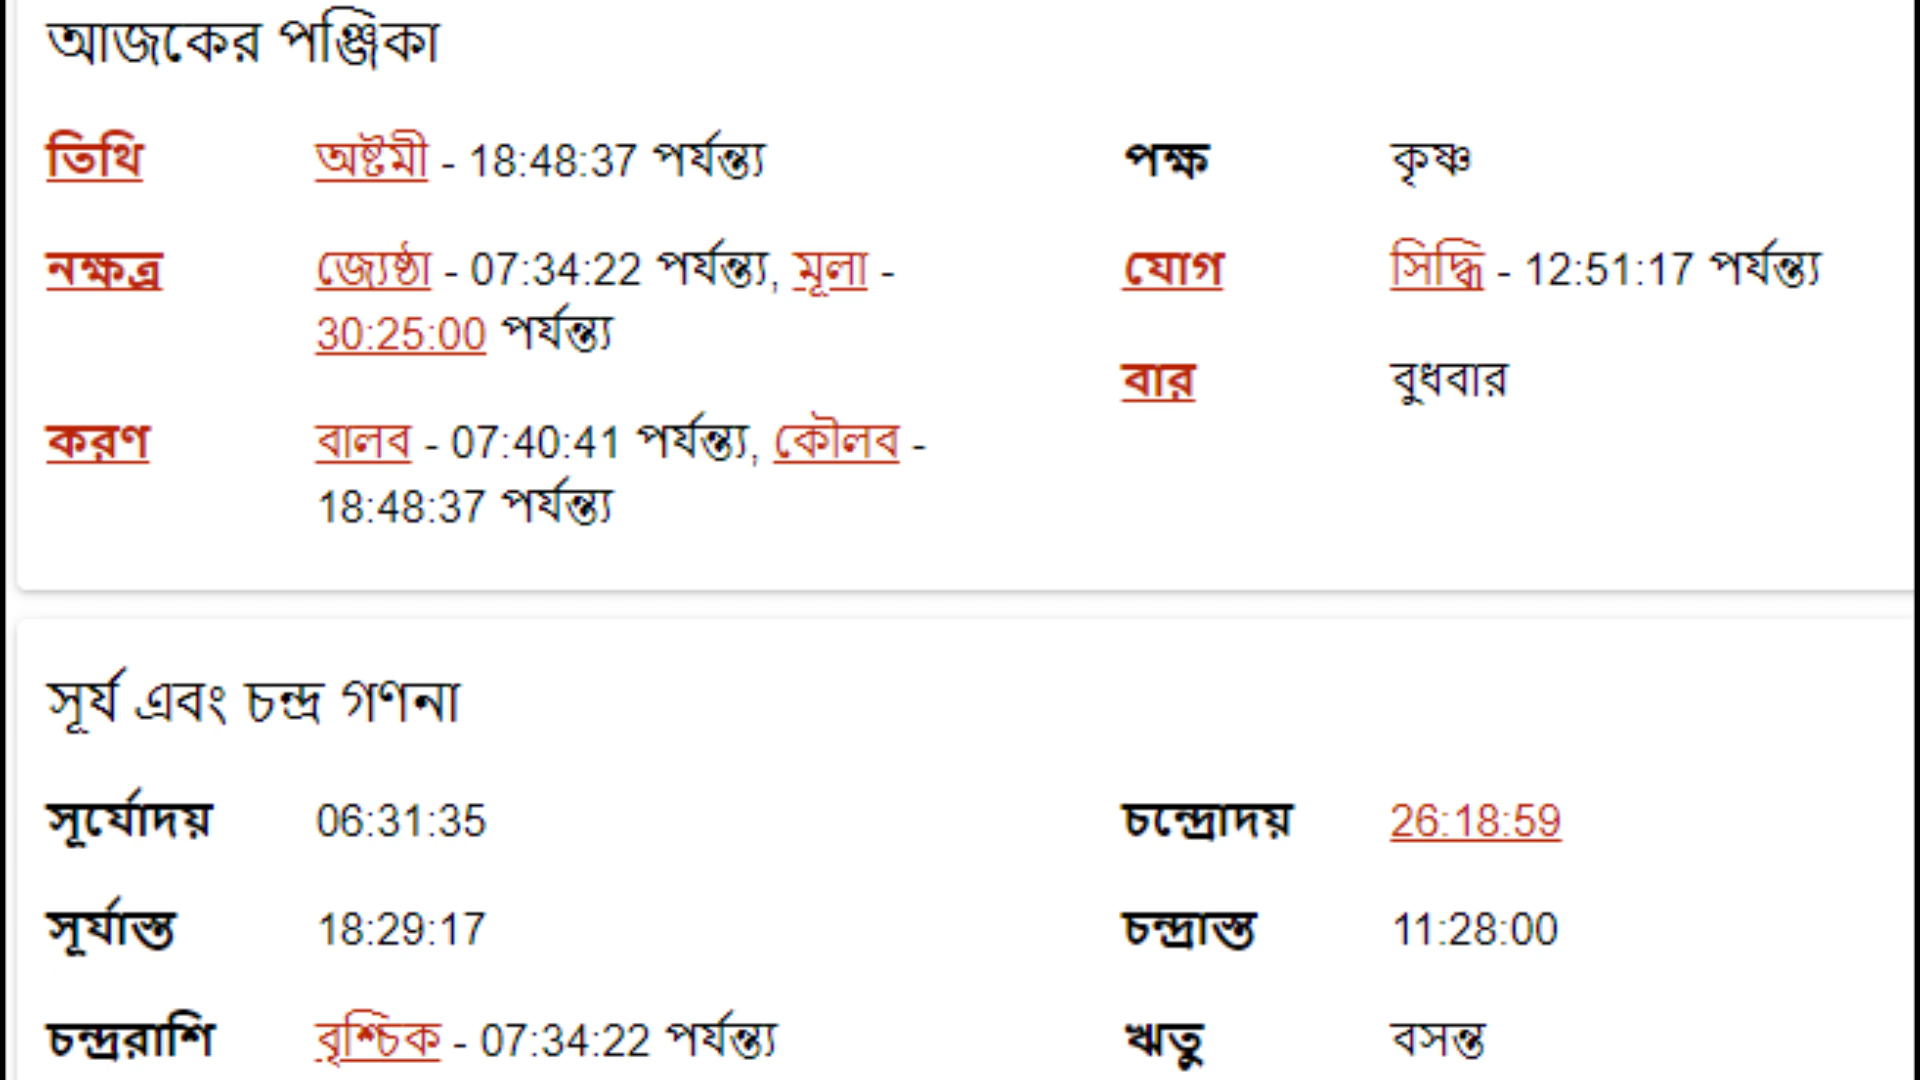 আজকের পঞ্জিকা
তিথি অষ্টমী - 18:48:37 পর্যন্ত্য
নক্ষত্র জ্যেষ্ঠা - 07:34:22 পর্যন্ত্য, মূলা -
30:25:00 পর্যন্ত্য
করণ বালব - 07:40:41 পর্যন্ত্য, কৌলব -
18:48:37 পর্যন্ত্য
পক্ষ কৃষ্ণ
যোগ সিদ্ধি - 12:51:17 পর্যন্ত্য
বার বুধবার
সূর্য এবং চন্দ্র গণনা
সূর্যোদয় 06:31:35
সূর্যাস্ত 18:29:17
চন্দ্ররাশি বৃশ্চিক - 07:34:22 পর্যন্ত্য
চন্দ্রোদয় 26:18:59
চন্দ্রাস্ত 11:28:00
ঋতু বসন্ত